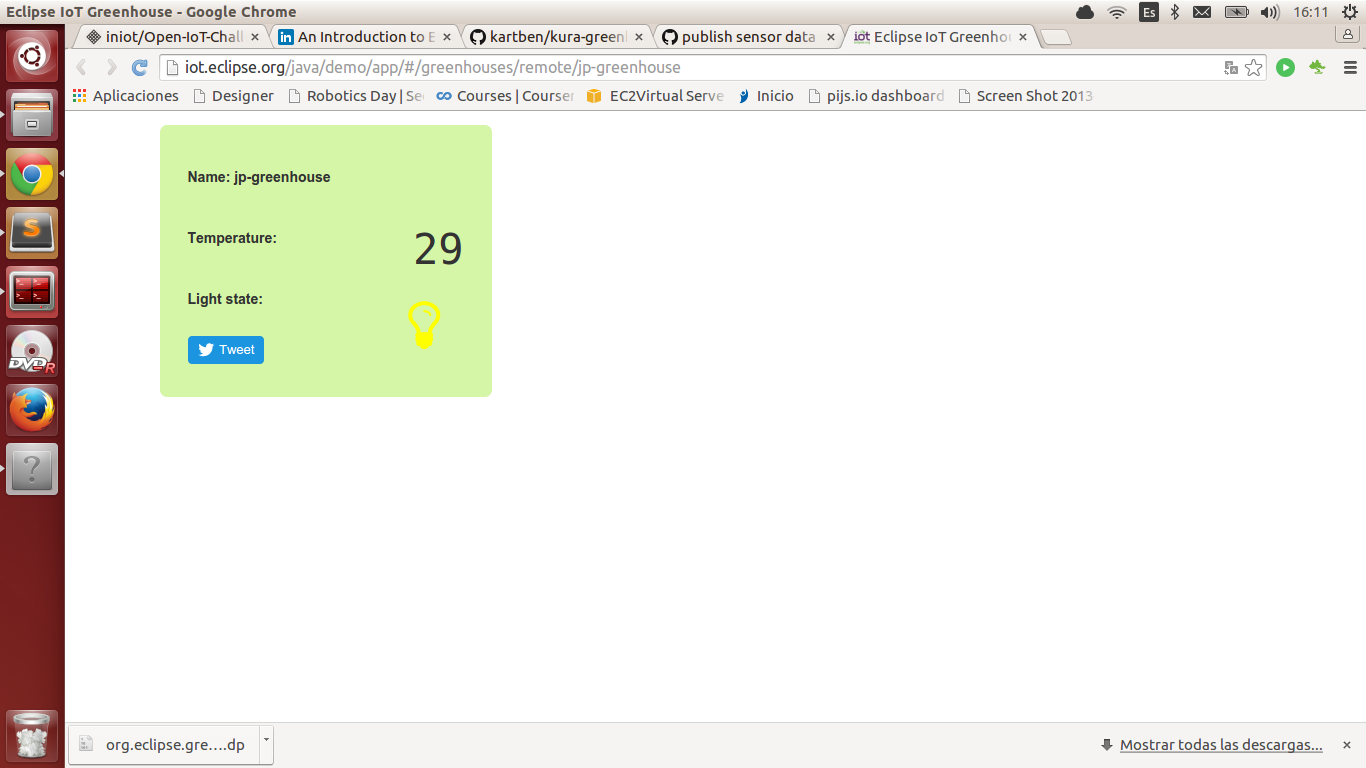 Eclipse IoT Greenhouse - Google Chrome
Es
16:11
iniot/Open-IoT-Chall
An Introduction to E
kartben/kura-green
publish sensor data
Eclipse IoT Greenho
iot.eclipse.org/java/demo/app/#/greenhouses/remote/jp-greenhouse
Aplicaciones
Designer
Robotics Day | Se
Courses | Courser
EC2Virtual Serve
Inicio
pijs.io dashboard
Screen Shot 2013
Name: jp-greenhouse
Temperature:
29
Light state:
Tweet
org.eclipse.gre....dp
Mostrar todas las descargas...